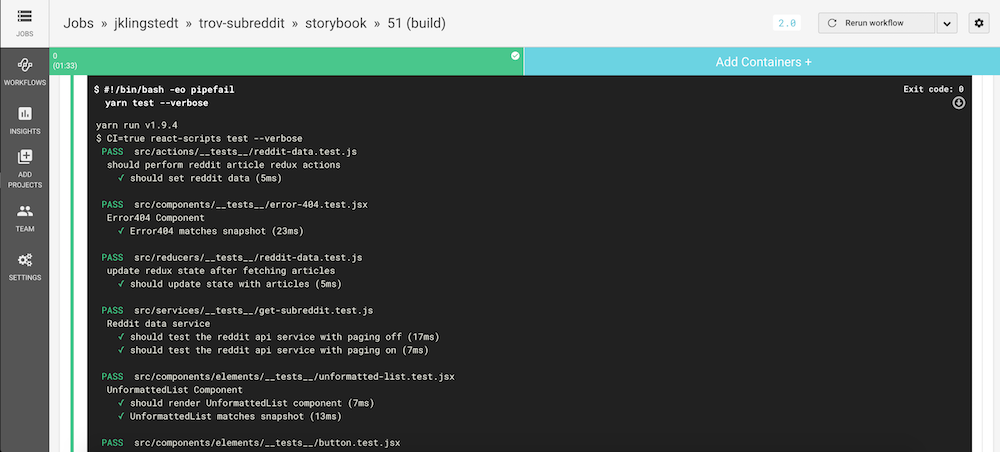 Jobs » jklingstedt » trov-subreddit » storybook » 51 (build)
2.0
Rerun workflow
JOBS
WORKFLOWS
INSIGHTS
ADD
PROJECTS
TEAM
SETTINGS
0
(01:33)
Add Containers +
$ #!/bin/bash -eo pipefail
yarn test --verbose
Exit code: 0
yarn run v1.9.4
$ CI=true react-scripts test --verbose
PASS src/actions/__tests__/reddit-data.test.js
should perform reddit article redux actions
✓ should set reddit data (5ms)
PASS src/components/__tests__/error-404.test.jsx
Error404 Component
✓ Error404 matches snapshot (23ms)
PASS src/reducers/__tests__/reddit-data.test.js
update redux state after fetching articles
✓ should update state with articles (5ms)
PASS src/services/__tests__/get-subreddit.test.js
Reddit data service
✓ should test the reddit api service with paging off (17ms)
✓ should test the reddit api service with paging on (7ms)
PASS src/components/elements/__tests__/unformatted-list.test.jsx
UnformattedList Component
✓ should render UnformattedList component (7ms)
✓ UnformattedList matches snapshot (13ms)
PASS src/components/elements/__tests__/button.test.jsx